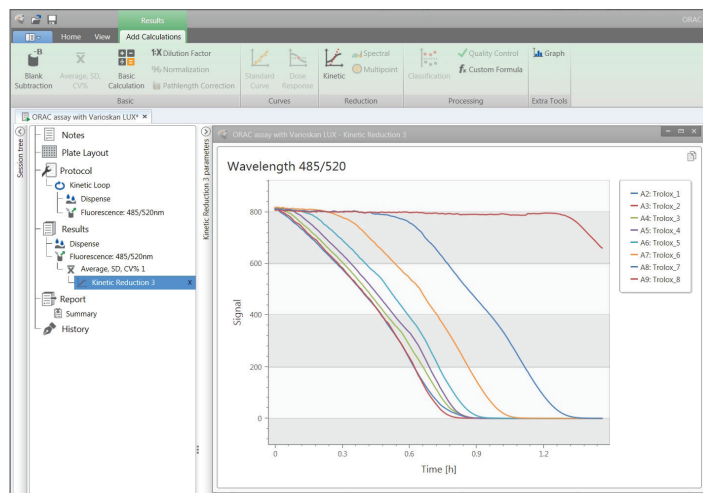 Results
ORAC
Home View Add Calculations
-B
Blank Subtraction
x̄
Average, SD, CV%
Basic Calculation
1:X Dilution Factor
% Normalization
Pathlength Correction
Standard Curve
Dose Response
Kinetic
Spectral
Multipoint
Classification
Quality Control
fx Custom Formula
Graph
Basic Curves Reduction Processing Extra Tools
ORAC assay with Varioskan LUX* ×
Session tree
Notes
Plate Layout
Protocol
Kinetic Loop
Dispense
Fluorescence: 485/520nm
Results
Dispense
Fluorescence: 485/520nm
x̄ Average, SD, CV% 1
Kinetic Reduction 3 x
Report
Summary
History
Kinetic Reduction 3 parameters
ORAC assay with Varioskan LUX - Kinetic Reduction 3
Wavelength 485/520
800
600
400
200
0
Signal
0 0.3 0.6 0.9 1.2
Time [h]
A2: Trolox_1
A3: Trolox_2
A4: Trolox_3
A5: Trolox_4
A6: Trolox_5
A7: Trolox_6
A8: Trolox_7
A9: Trolox_8